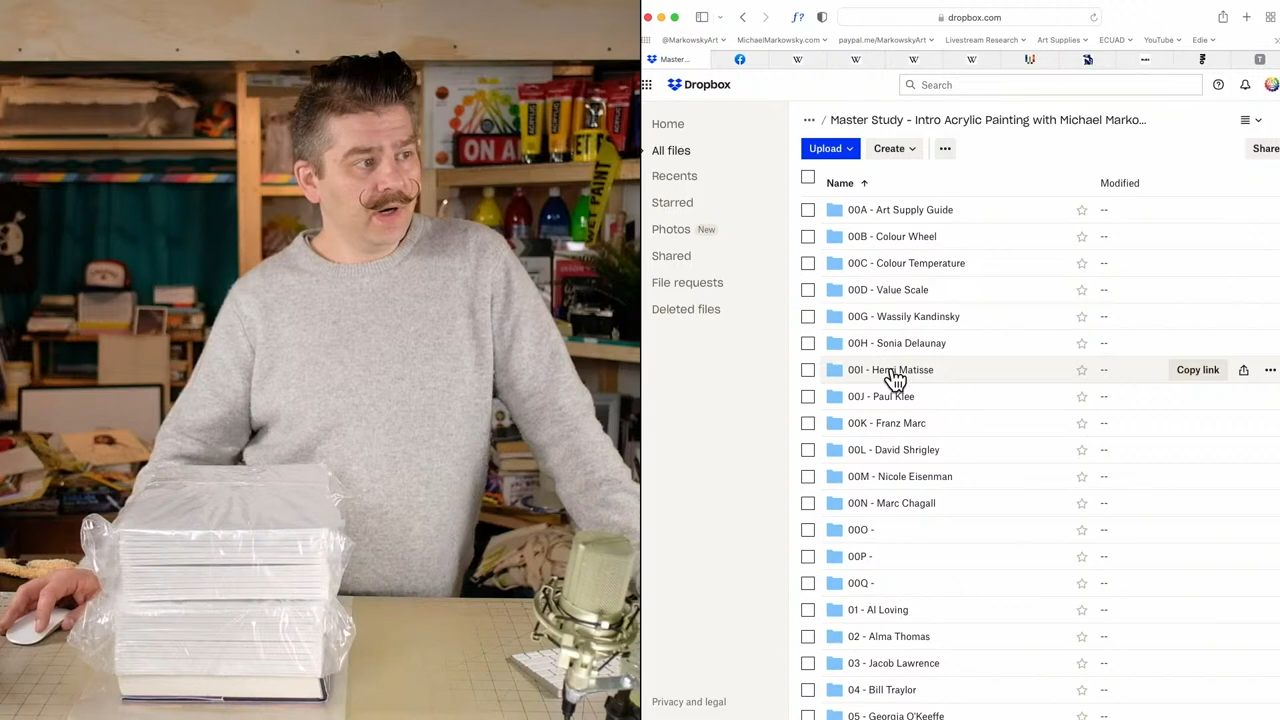 ON A
WET PAINT
dropbox.com
@MarkowskyArt
MichaelMarkowsky.com
paypal.me/MarkowskyArt
Livestream Research
Art Supplies
ECUAD
YouTube
Edie
Master...
Dropbox
Search
Home
All files
Recents
Starred
Photos New
Shared
File requests
Deleted files
Privacy and legal
/ Master Study - Intro Acrylic Painting with Michael Marko...
Upload
Create
Share
Name
Modified
00A - Art Supply Guide --
00B - Colour Wheel --
00C - Colour Temperature --
00D - Value Scale --
00G - Wassily Kandinsky --
00H - Sonia Delaunay --
00I - Henri Matisse -- Copy link
00J - Paul Klee --
00K - Franz Marc --
00L - David Shrigley --
00M - Nicole Eisenman --
00N - Marc Chagall --
00O - --
00P - --
00Q - --
01 - Al Loving --
02 - Alma Thomas --
03 - Jacob Lawrence --
04 - Bill Traylor --
05 - Georgia O'Keeffe --